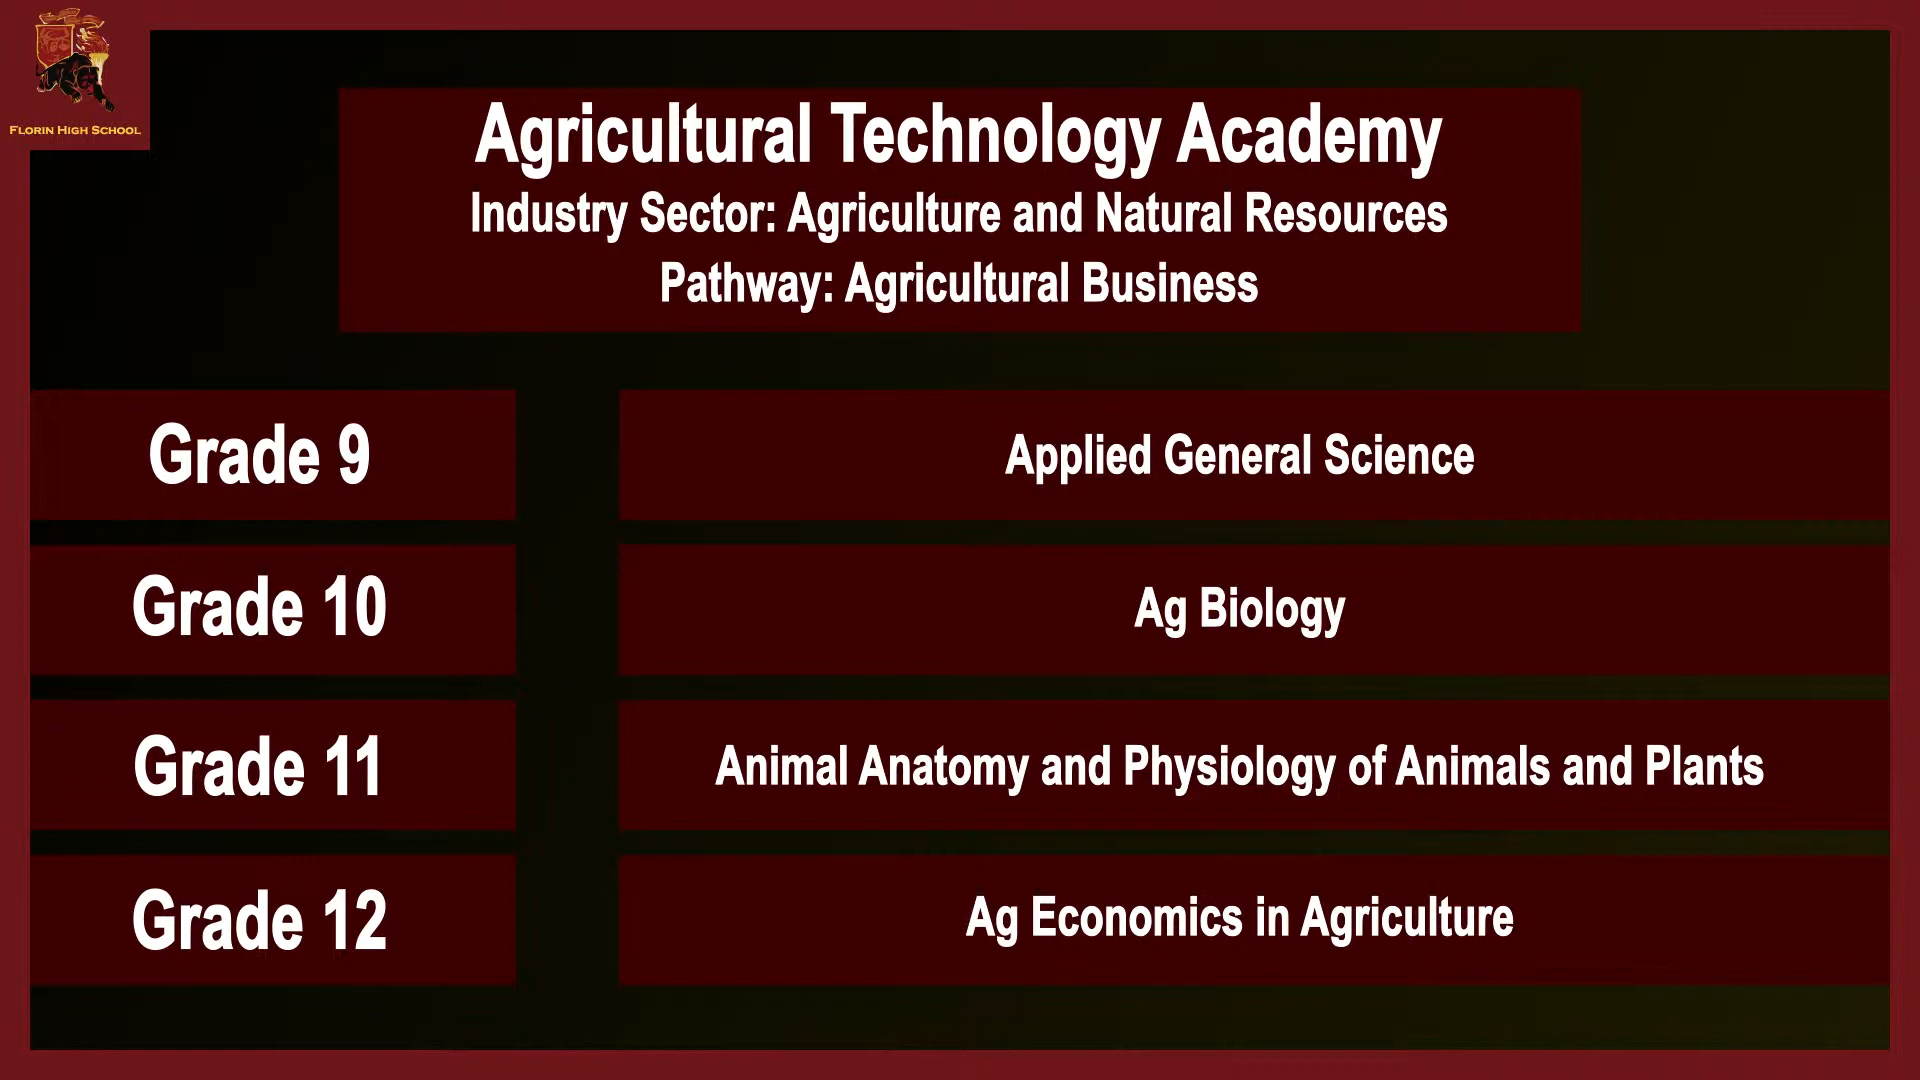 Florin High School
Agricultural Technology Academy
Industry Sector: Agriculture and Natural Resources
Pathway: Agricultural Business
Grade 9
Applied General Science
Grade 10
Ag Biology
Grade 11
Animal Anatomy and Physiology of Animals and Plants
Grade 12
Ag Economics in Agriculture